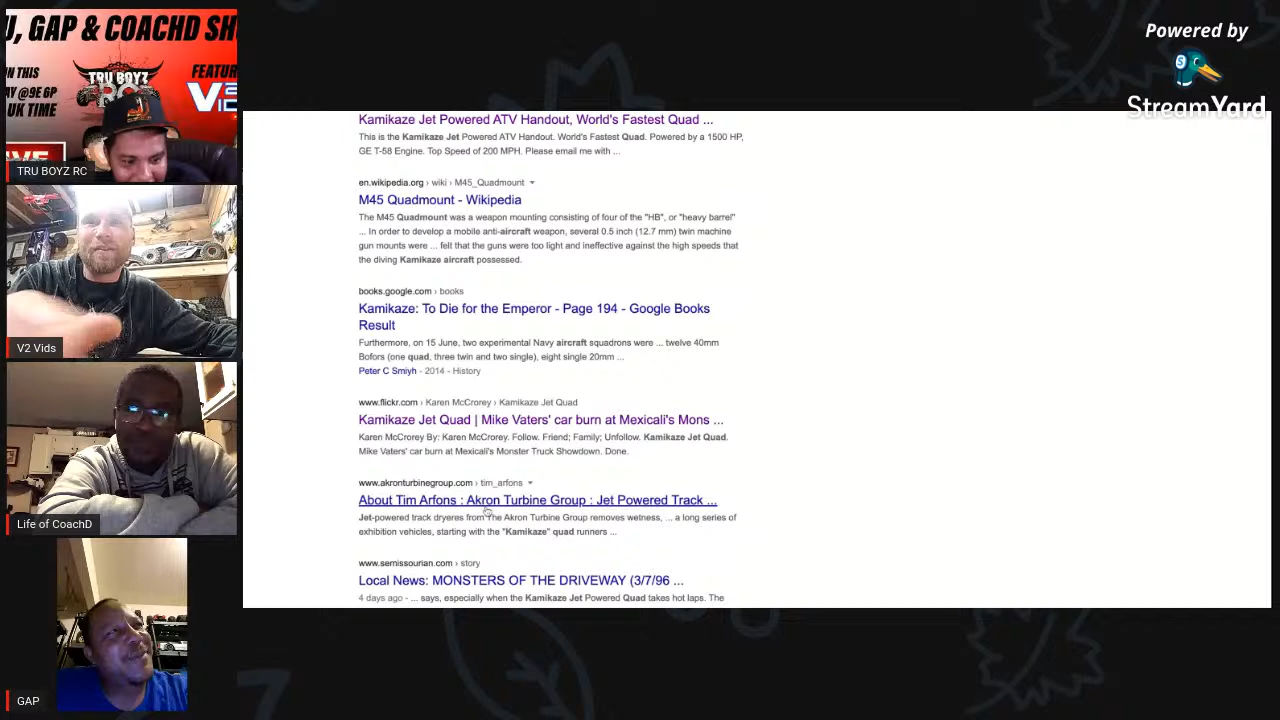 U, GAP & COACHD SH
N THIS
AY @9E 6P
UK TIME
TRU BOYZ
RC
FEATUR
V2
VID
IVE
TRU BOYZ RC
V2 Vids
Life of CoachD
GAP
Powered by
StreamYard
Kamikaze Jet Powered ATV Handout, World's Fastest Quad ...
This is the Kamikaze Jet Powered ATV Handout. World's Fastest Quad. Powered by a 1500 HP,
GE T-58 Engine. Top Speed of 200 MPH. Please email me with ...
en.wikipedia.org › wiki › M45_Quadmount
M45 Quadmount - Wikipedia
The M45 Quadmount was a weapon mounting consisting of four of the "HB", or "heavy barrel"
... In order to develop a mobile anti-aircraft weapon, several 0.5 inch (12.7 mm) twin machine
gun mounts were ... felt that the guns were too light and ineffective against the high speeds that
the diving Kamikaze aircraft possessed.
books.google.com › books
Kamikaze: To Die for the Emperor - Page 194 - Google Books
Result
Furthermore, on 15 June, two experimental Navy aircraft squadrons were ... twelve 40mm
Bofors (one quad, three twin and two single), eight single 20mm ...
Peter C Smiyh - 2014 - History
www.flickr.com › Karen McCrorey › Kamikaze Jet Quad
Kamikaze Jet Quad | Mike Vaters' car burn at Mexicali's Mons ...
Karen McCrorey By: Karen McCrorey. Follow. Friend; Family; Unfollow. Kamikaze Jet Quad.
Mike Vaters' car burn at Mexicali's Monster Truck Showdown. Done.
www.akronturbinegroup.com › tim_arfons
About Tim Arfons : Akron Turbine Group : Jet Powered Track ...
Jet-powered track dryeres from the Akron Turbine Group removes wetness, ... a long series of
exhibition vehicles, starting with the "Kamikaze" quad runners ...
www.semissourian.com › story
Local News: MONSTERS OF THE DRIVEWAY (3/7/96 ...
4 days ago - ... says, especially when the Kamikaze Jet Powered Quad takes hot laps. The